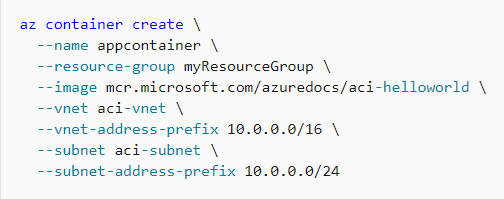 az container create \
  --name appcontainer \
  --resource-group myResourceGroup \
  --image mcr.microsoft.com/azuredocs/aci-helloworld \
  --vnet aci-vnet \
  --vnet-address-prefix 10.0.0.0/16 \
  --subnet aci-subnet \
  --subnet-address-prefix 10.0.0.0/24